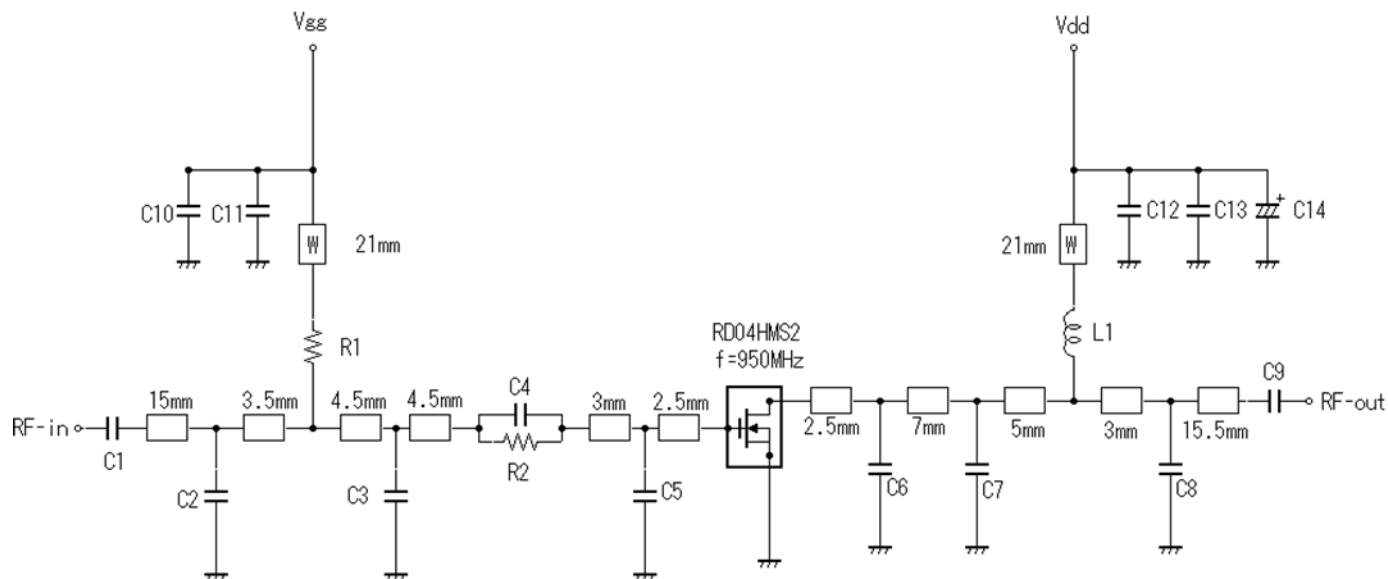 Vgg
Vdd
C10
C11
W
21mm
21mm
W
C12
C13
+
C14
R1
RD04HMS2
f=950MHz
L1
RF-in
C1
15mm
C2
3.5mm
4.5mm
C3
4.5mm
C4
R2
3mm
C5
2.5mm
2.5mm
C6
7mm
C7
5mm
3mm
C8
15.5mm
C9
RF-out